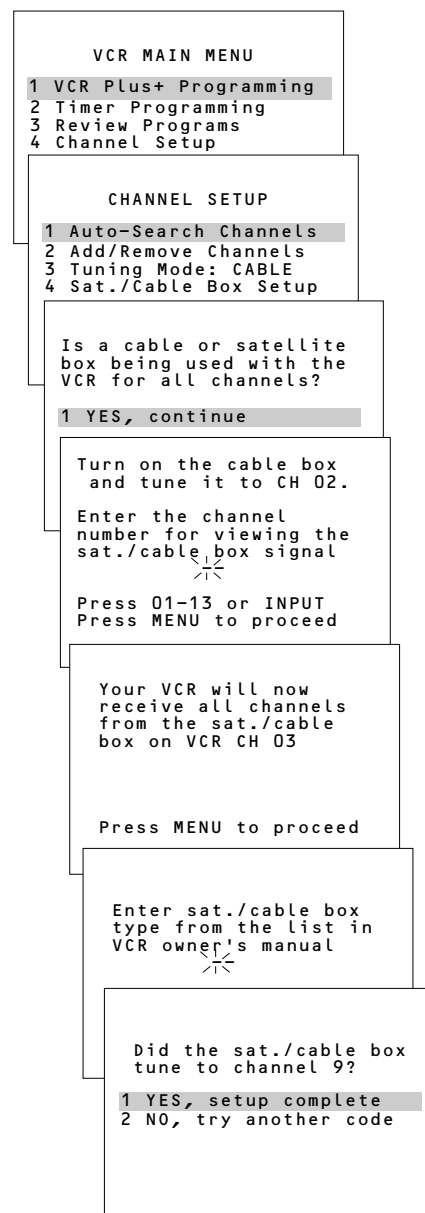 VCR MAIN MENU
1 VCR Plus+ Programming
2 Timer Programming
3 Review Programs
4 Channel Setup
CHANNEL SETUP
1 Auto-Search Channels
2 Add/Remove Channels
3 Tuning Mode: CABLE
4 Sat./Cable Box Setup
Is a cable or satellite
box being used with the
VCR for all channels?
1 YES, continue
Turn on the cable box
and tune it to CH 02.
Enter the channel
number for viewing the
sat./cable box signal
--
Press 01-13 or INPUT
Press MENU to proceed
Your VCR will now
receive all channels
from the sat./cable
box on VCR CH 03
Press MENU to proceed
Enter sat./cable box
type from the list in
VCR owner's manual
--
Did the sat./cable box
tune to channel 9?
1 YES, setup complete
2 NO, try another code